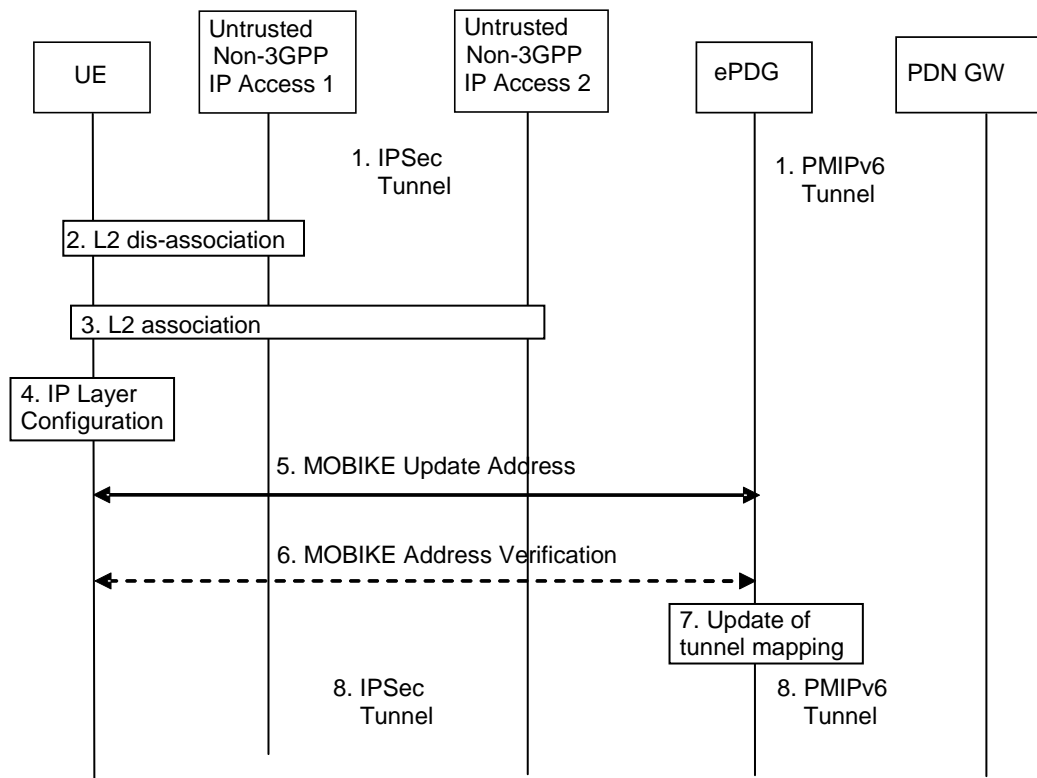 UE
Untrusted
Non-3GPP
IP Access 1
Untrusted
Non-3GPP
IP Access 2
ePDG
PDN GW
1. IPSec
Tunnel
1. PMIPv6
Tunnel
2. L2 dis-association
3. L2 association
4. IP Layer
Configuration
5. MOBIKE Update Address
6. MOBIKE Address Verification
7. Update of
tunnel mapping
8. IPSec
Tunnel
8. PMIPv6
Tunnel